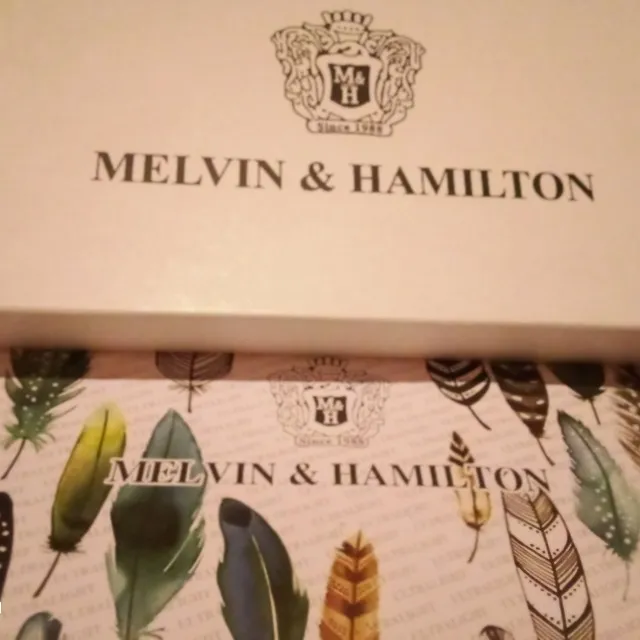 M&
H
Since 1988
MELVIN & HAMILTON
M&
H
Since 1988
MELVIN & HAMILTON